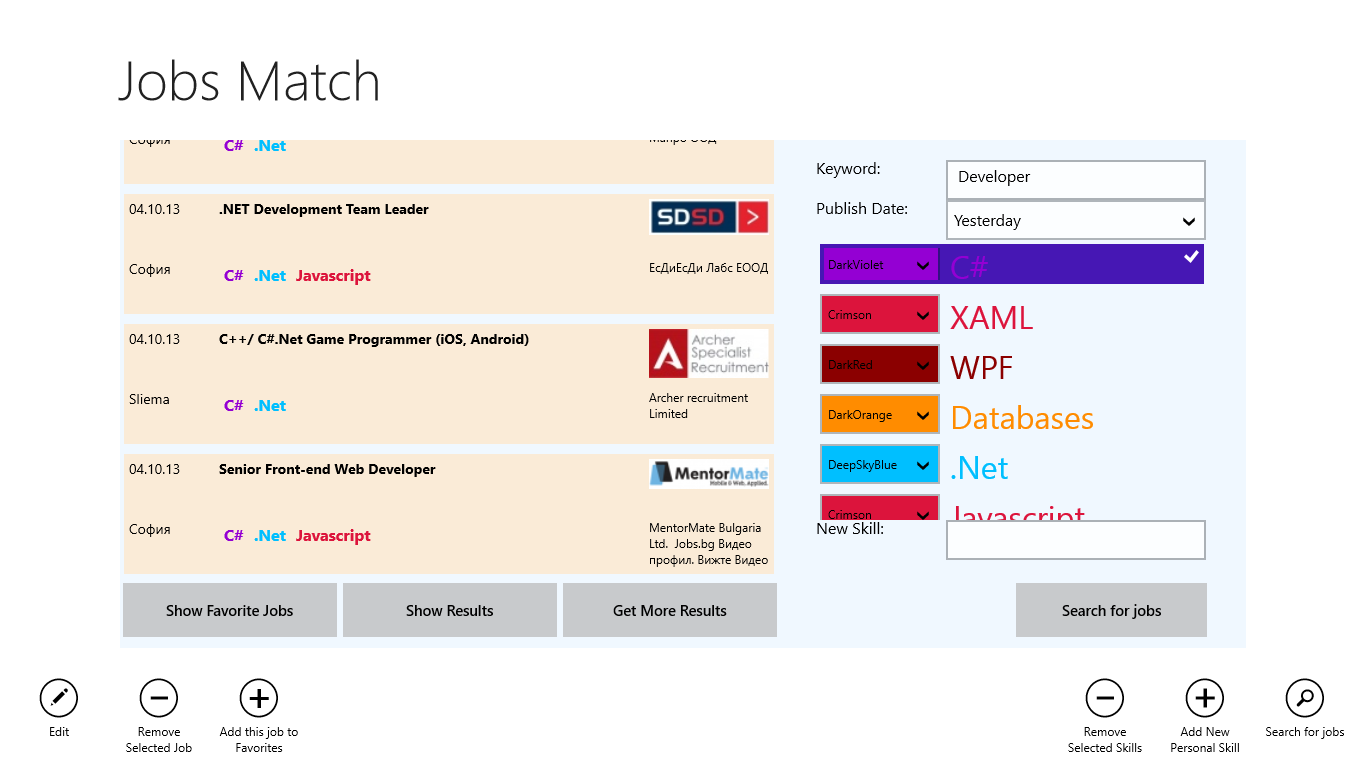 Jobs Match
София
C# .Net
04.10.13
.NET Development Team Leader
SDSD
София
C# .Net Javascript
ЕсДиЕсДи Лабс ЕООД
04.10.13
C++/ C#.Net Game Programmer (iOS, Android)
Archer
Specialist
Recruitment
Sliema
C# .Net
Archer recruitment
Limited
04.10.13
Senior Front-end Web Developer
MentorMate
Mobile & Web, Applied.
София
C# .Net Javascript
MentorMate Bulgaria
Ltd. Jobs.bg Видео
профил. Вижте Видео
Show Favorite Jobs
Show Results
Get More Results
Keyword:
Developer
Publish Date:
Yesterday
DarkViolet
C#
Crimson
XAML
DarkRed
WPF
DarkOrange
Databases
DeepSkyBlue
.Net
Crimson
Javascript
New Skill:
Search for jobs
Edit
Remove
Selected Job
Add this job to
Favorites
Remove
Selected Skills
Add New
Personal Skill
Search for jobs